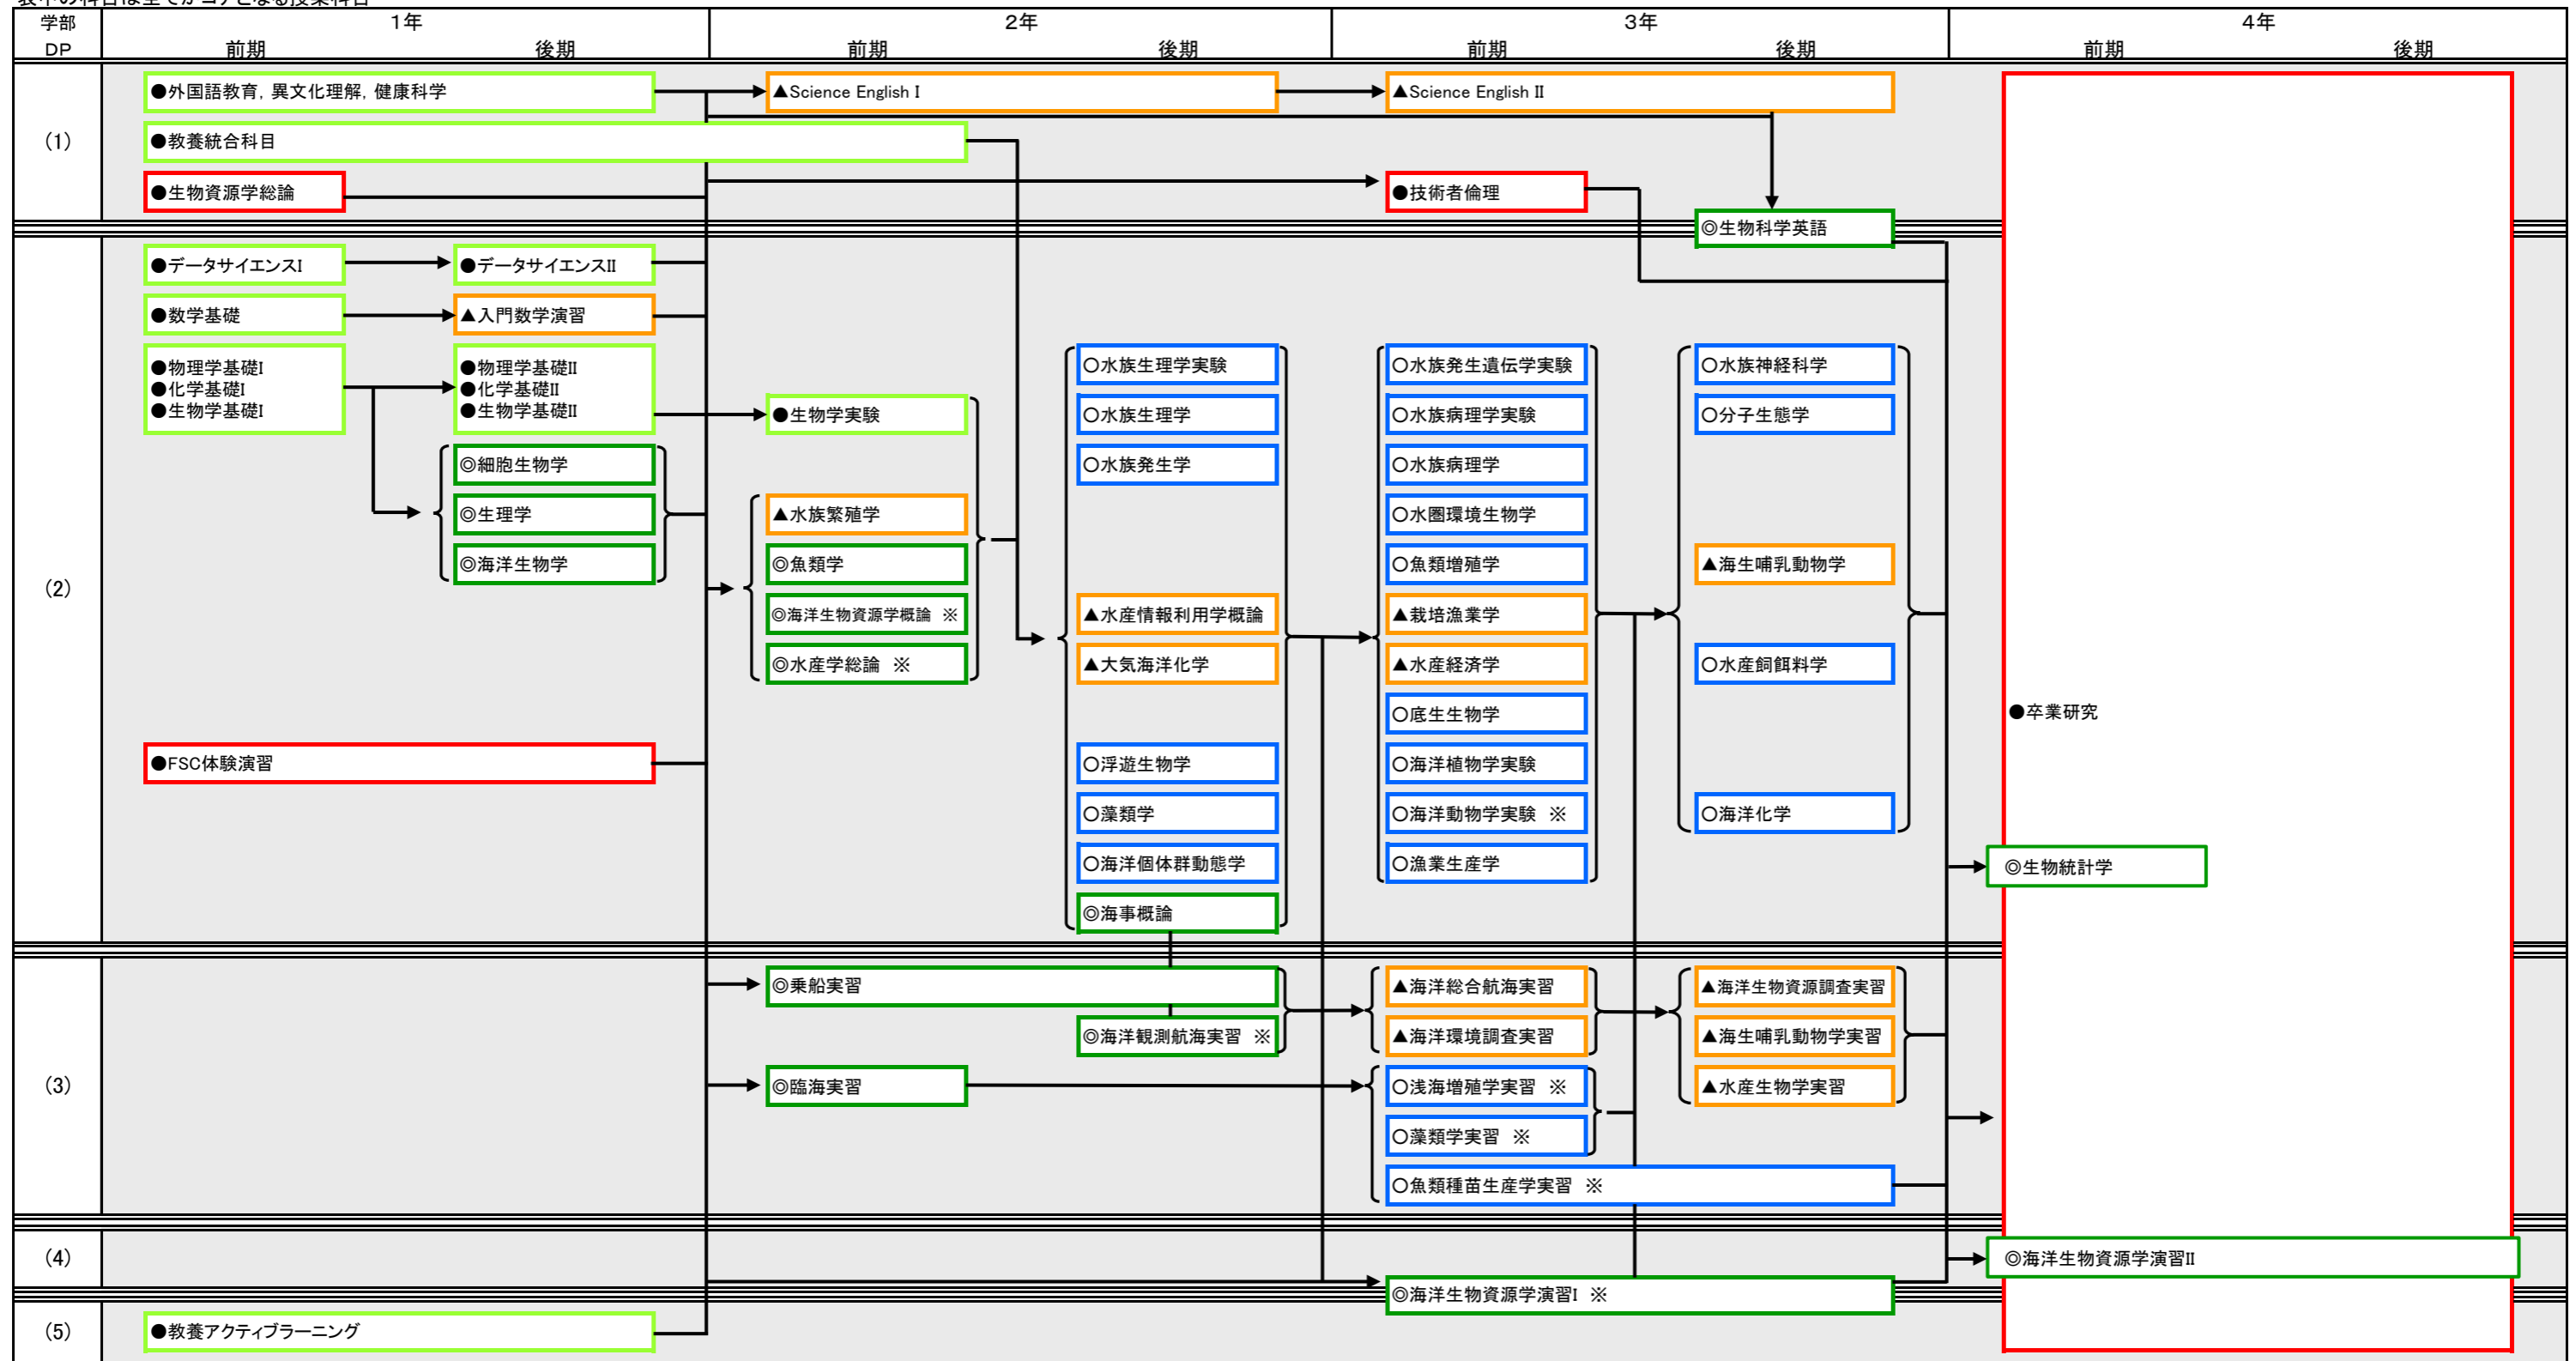 表中の科目は全てがコアとなる授業科目
学部 1年 2年 3年 4年
DP 前期 後期 前期 後期 前期 後期 前期 後期
(1)
●外国語教育, 異文化理解, 健康科学
▲Science English I
▲Science English II
●教養統合科目
●生物資源学総論
●技術者倫理
◎生物科学英語
(2)
●データサイエンスI
●データサイエンスII
●数学基礎
▲入門数学演習
●物理学基礎I
●化学基礎I
●生物学基礎I
●物理学基礎II
●化学基礎II
●生物学基礎II
◎細胞生物学
◎生理学
◎海洋生物学
●FSC体験演習
●生物学実験
▲水族繁殖学
◎魚類学
◎海洋生物資源学概論 ※
◎水産学総論 ※
○水族生理学実験
○水族生理学
○水族発生学
▲水産情報利用学概論
▲大気海洋化学
○浮遊生物学
○藻類学
○海洋個体群動態学
◎海事概論
○水族発生遺伝学実験
○水族病理学実験
○水族病理学
○水圏環境生物学
○魚類増殖学
▲栽培漁業学
▲水産経済学
○底生生物学
○海洋植物学実験
○海洋動物学実験 ※
○漁業生産学
○水族神経科学
○分子生態学
▲海生哺乳動物学
○水産飼餌料学
○海洋化学
●卒業研究
◎生物統計学
(3)
◎乗船実習
◎海洋観測航海実習 ※
◎臨海実習
▲海洋総合航海実習
▲海洋環境調査実習
○浅海増殖学実習 ※
○藻類学実習 ※
○魚類種苗生産学実習 ※
▲海洋生物資源調査実習
▲海生哺乳動物学実習
▲水産生物学実習
(4)
◎海洋生物資源学演習II
◎海洋生物資源学演習I ※
(5)
●教養アクティブラーニング